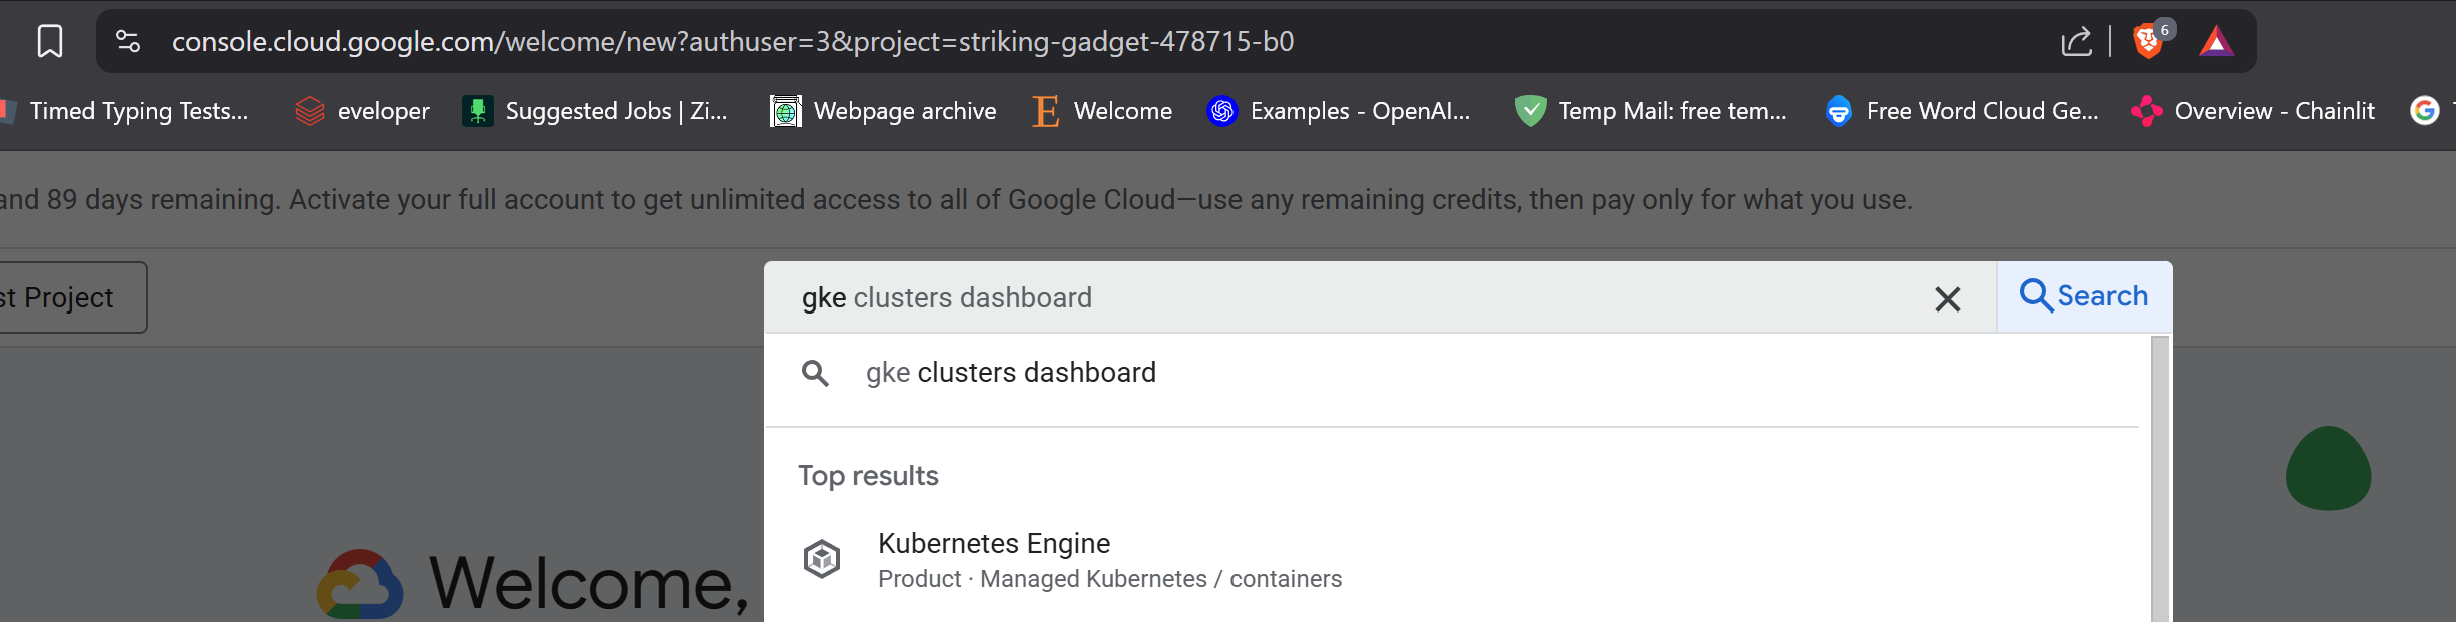 console.cloud.google.com/welcome/new?authuser=3&project=striking-gadget-478715-b0
6
Timed Typing Tests...
eveloper
Suggested Jobs | Zi...
Webpage archive
Welcome
Examples - OpenAI...
Temp Mail: free tem...
Free Word Cloud Ge...
Overview - Chainlit
and 89 days remaining. Activate your full account to get unlimited access to all of Google Cloud—use any remaining credits, then pay only for what you use.
st Project
gke clusters dashboard
Search
gke clusters dashboard
Top results
Kubernetes Engine
Product · Managed Kubernetes / containers
Welcome,